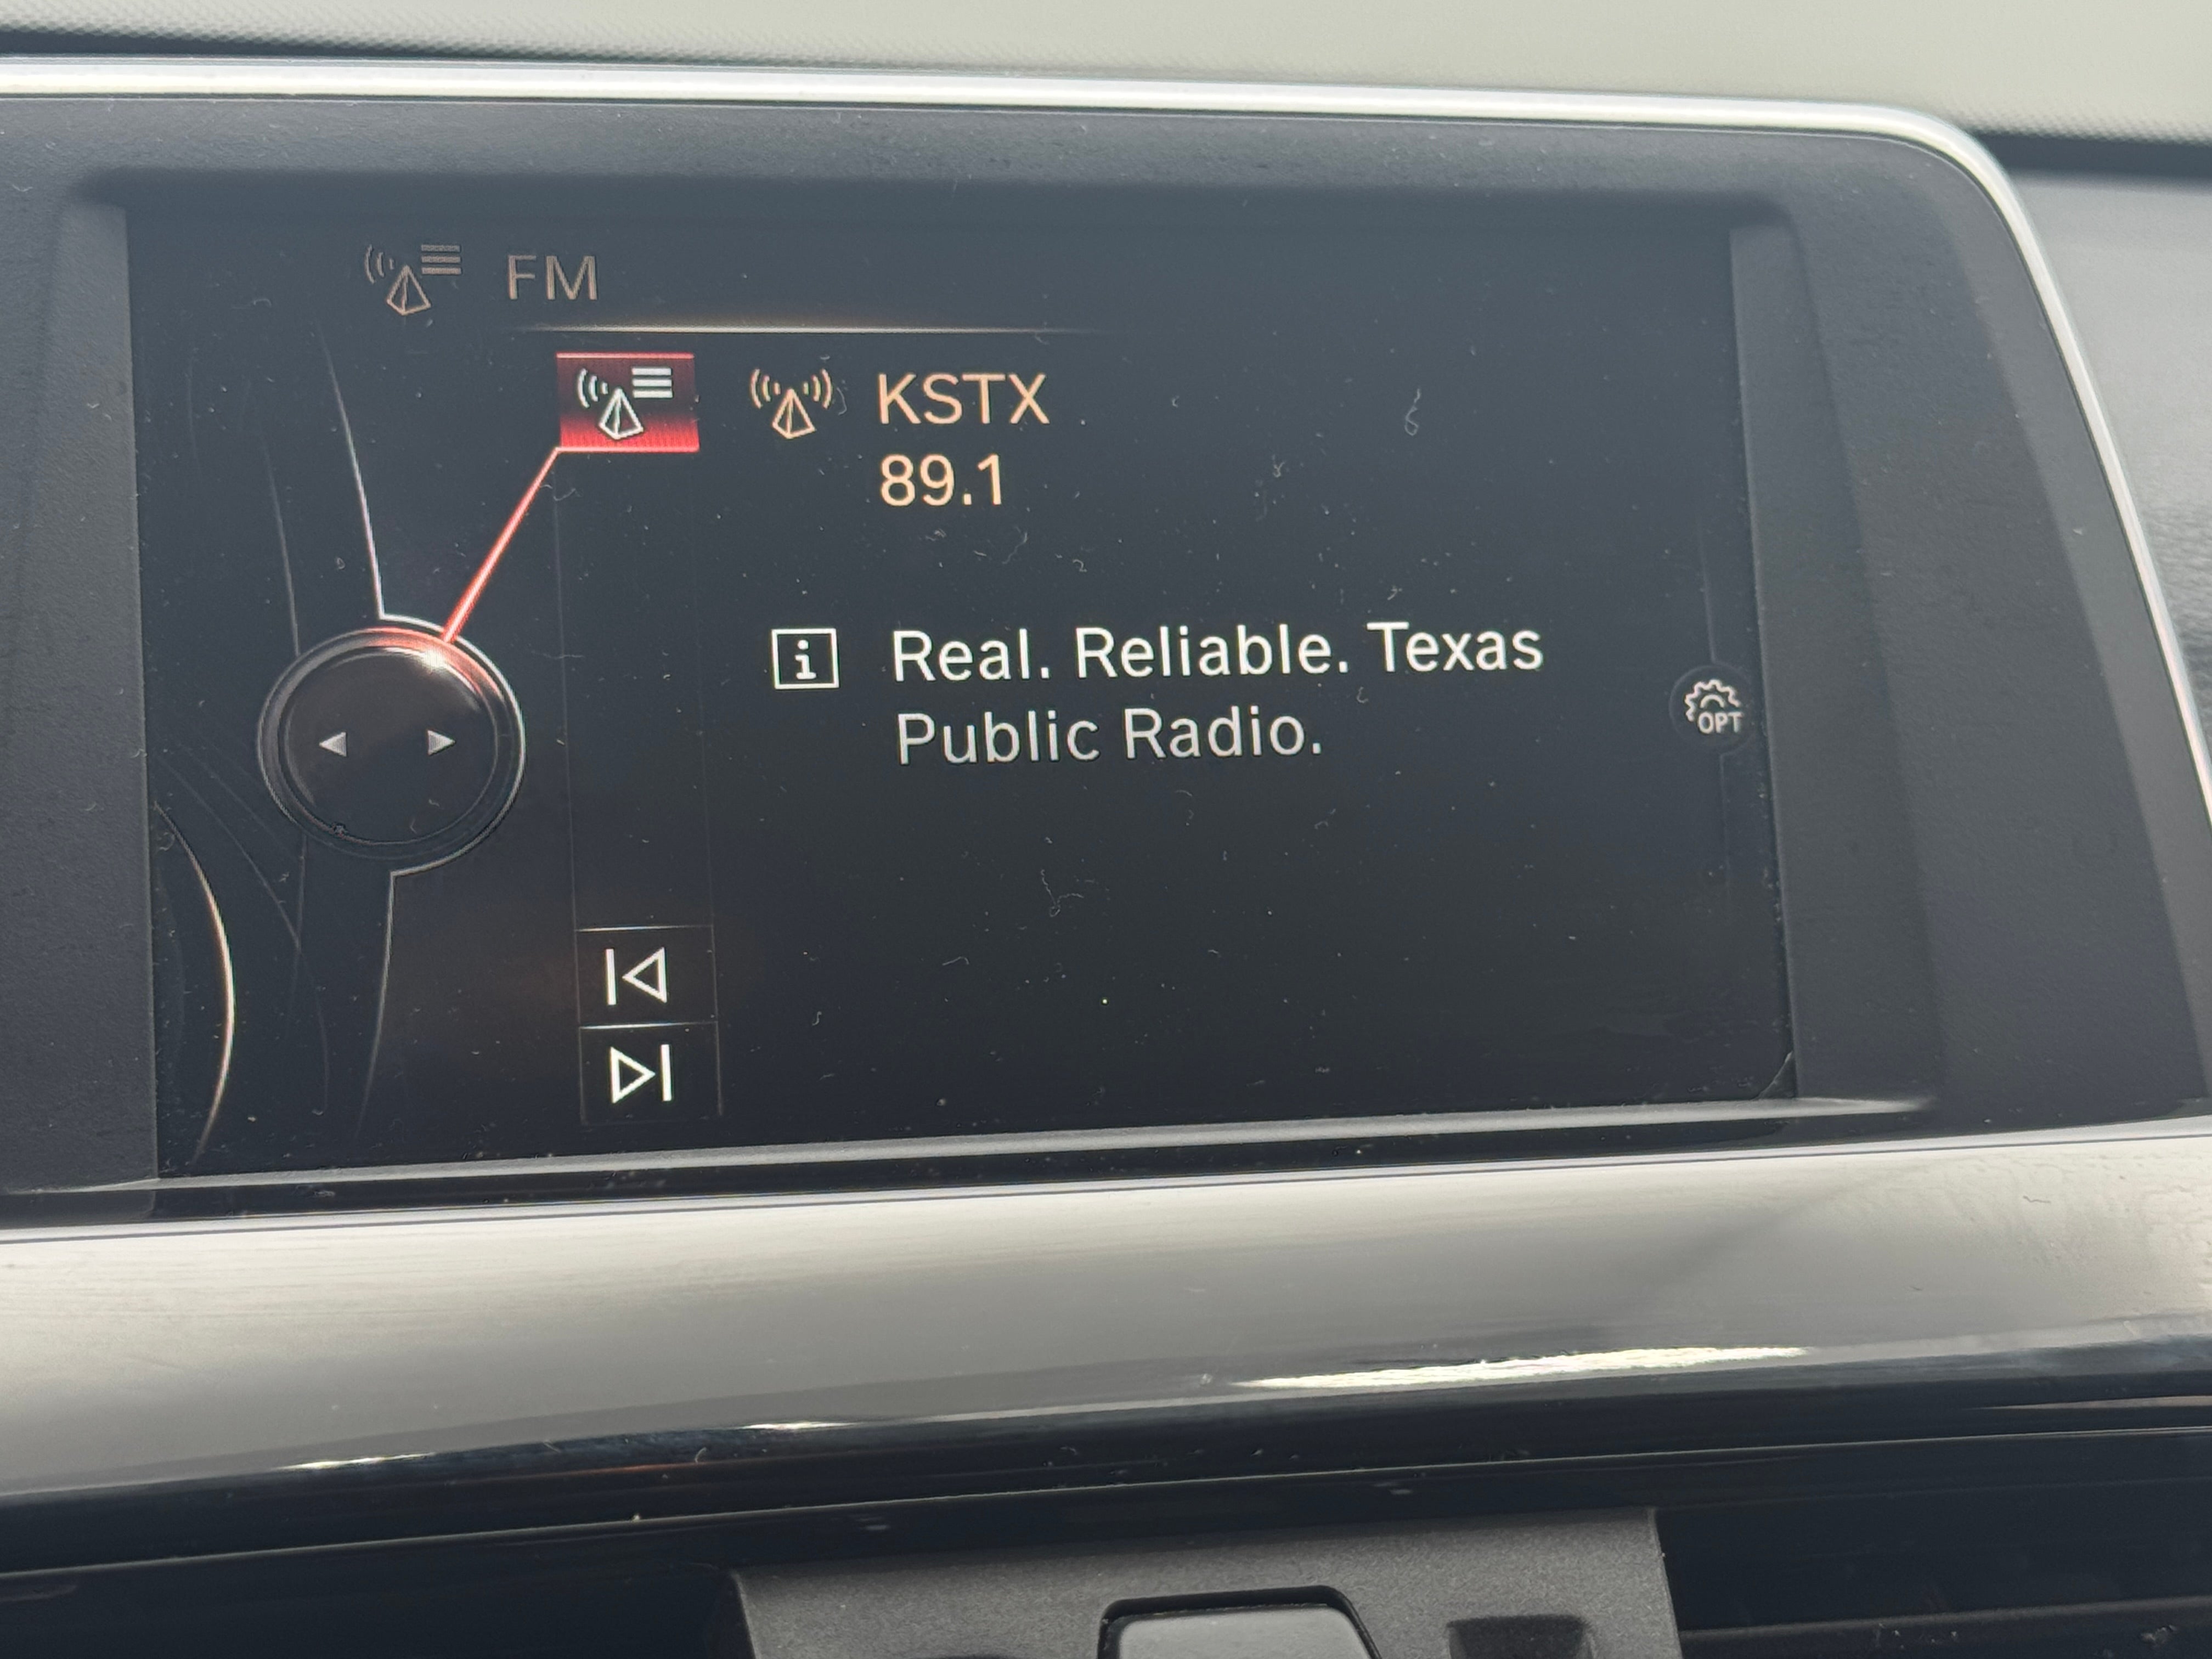 FM
KSTX
89.1
i Real. Reliable. Texas
Public Radio.
OPT